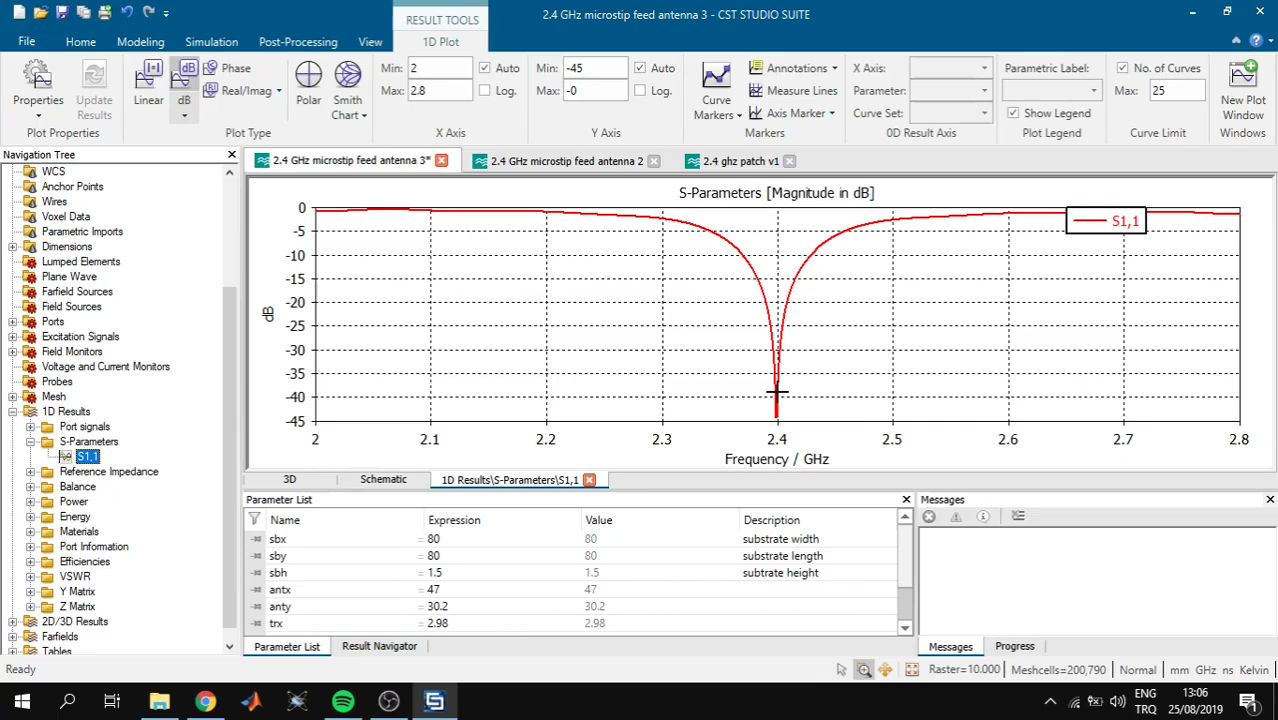 2.4 GHz microstip feed antenna 3 - CST STUDIO SUITE
RESULT TOOLS
File Home Modeling Simulation Post-Processing View 1D Plot
Properties
Update Results
Plot Properties
Linear
dB
Phase
Real/Imag
Polar
Smith Chart
Plot Type
Min: 2 Auto
Max: 2.8 Log.
X Axis
Min: -45 Auto
Max: -0 Log.
Y Axis
Curve Markers
Annotations
Measure Lines
Axis Marker
Markers
X Axis:
Parameter:
Curve Set:
0D Result Axis
Parametric Label:
Show Legend
Plot Legend
No. of Curves
Max: 25
Curve Limit
New Plot Window
Windows
Navigation Tree
WCS
Anchor Points
Wires
Voxel Data
Parametric Imports
Dimensions
Lumped Elements
Plane Wave
Farfield Sources
Field Sources
Ports
Excitation Signals
Field Monitors
Voltage and Current Monitors
Probes
Mesh
1D Results
Port signals
S-Parameters
S1,1
Reference Impedance
Balance
Power
Energy
Materials
Port Information
Efficiencies
VSWR
Y Matrix
Z Matrix
2D/3D Results
Farfields
Tables
2.4 GHz microstip feed antenna 3* 2.4 GHz microstip feed antenna 2 2.4 ghz patch v1
S-Parameters [Magnitude in dB]
S1,1
0
-5
-10
-15
-20
-25
-30
-35
-40
-45
dB
2 2.1 2.2 2.3 2.4 2.5 2.6 2.7 2.8
Frequency / GHz
3D Schematic 1D Results\S-Parameters\S1,1
Parameter List
Name Expression Value Description
sbx = 80 80 substrate width
sby = 80 80 substrate length
sbh = 1.5 1.5 subtrate height
antx = 47 47
anty = 30.2 30.2
trx = 2.98 2.98
Parameter List Result Navigator
Messages
Messages Progress
Ready
Raster=10.000 Meshcells=200,790 Normal mm GHz ns Kelvin
ENG
TRQ
13:06
25/08/2019
1